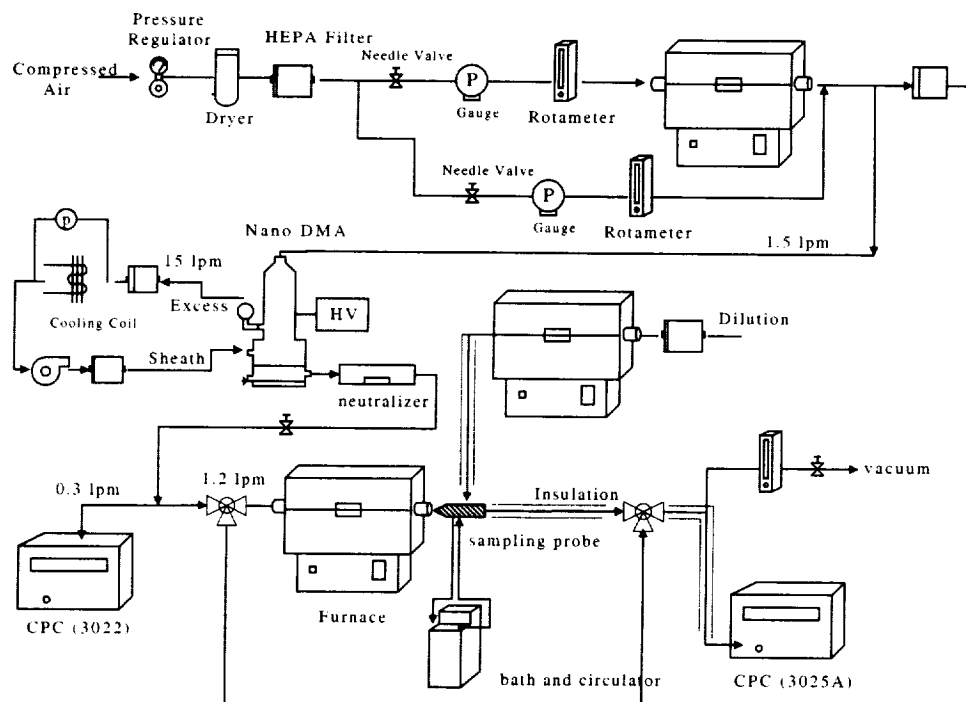 Pressure
Regulator
HEPA Filter
Needle Valve
Compressed
Air
P
Dryer
Gauge
Rotameter
Needle Valve
P
Gauge
Rotameter
Nano DMA
1.5 lpm
p
15 lpm
Excess
HV
Cooling Coil
Dilution
Sheath
neutralizer
1.2 lpm
0.3 lpm
Insulation
vacuum
sampling probe
Furnace
CPC (3022)
bath and circulator
CPC (3025A)